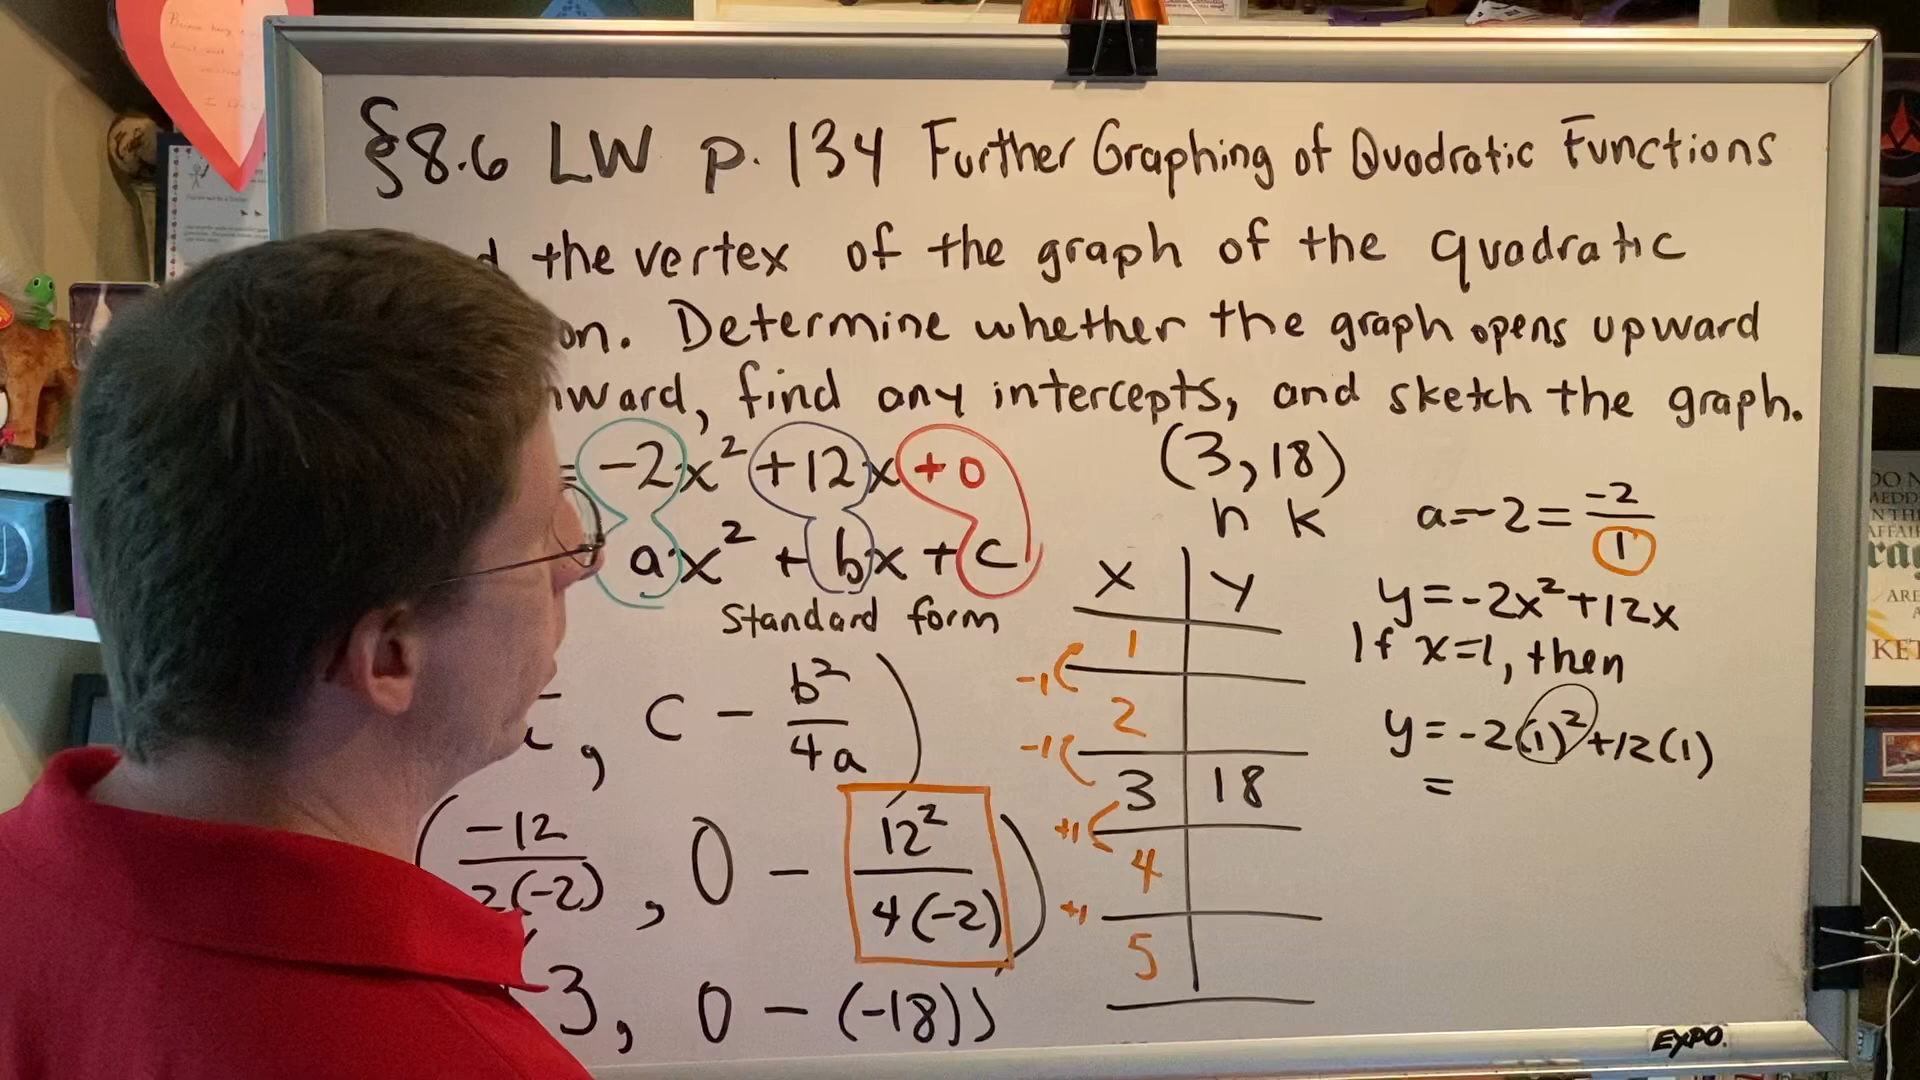 §8.6 LW p. 134 Further Graphing of Quadratic Functions
the vertex of the graph of the quadratic
on. Determine whether the graph opens upward
ward, find any intercepts, and sketch the graph.
= -2x² +12x +0
ax² + bx + c
Standard form
, c - b²/4a )
( -12/2(-2) , 0 - 12²/4(-2) )
3, 0 - (-18))
(3, 18)
h k
x y
1
-1
2
-1
3 18
+1
4
+1
5
a=-2 = -2/1
y = -2x²+12x
If x=1, then
y = -2(1)²+12(1)
=
EXPO.